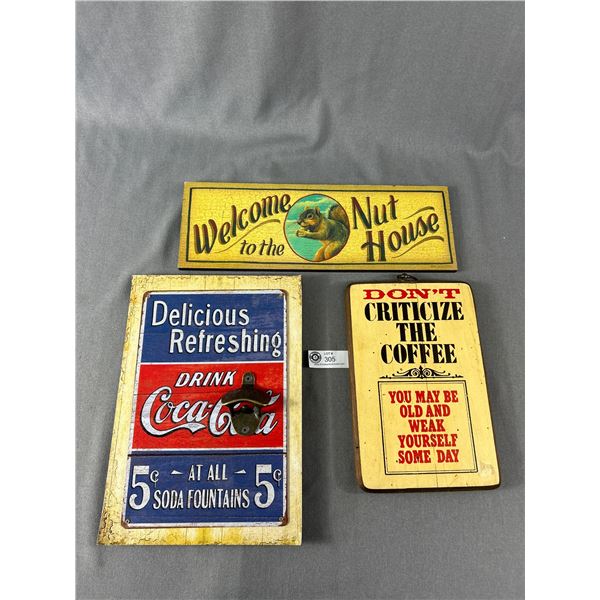 Welcome to the Nut House
Delicious
Refreshing
DRINK
Coca-Cola
5¢ AT ALL SODA FOUNTAINS 5¢
LOT #
305
DON'T
CRITICIZE
THE
COFFEE
YOU MAY BE
OLD AND
WEAK
YOURSELF
SOME DAY